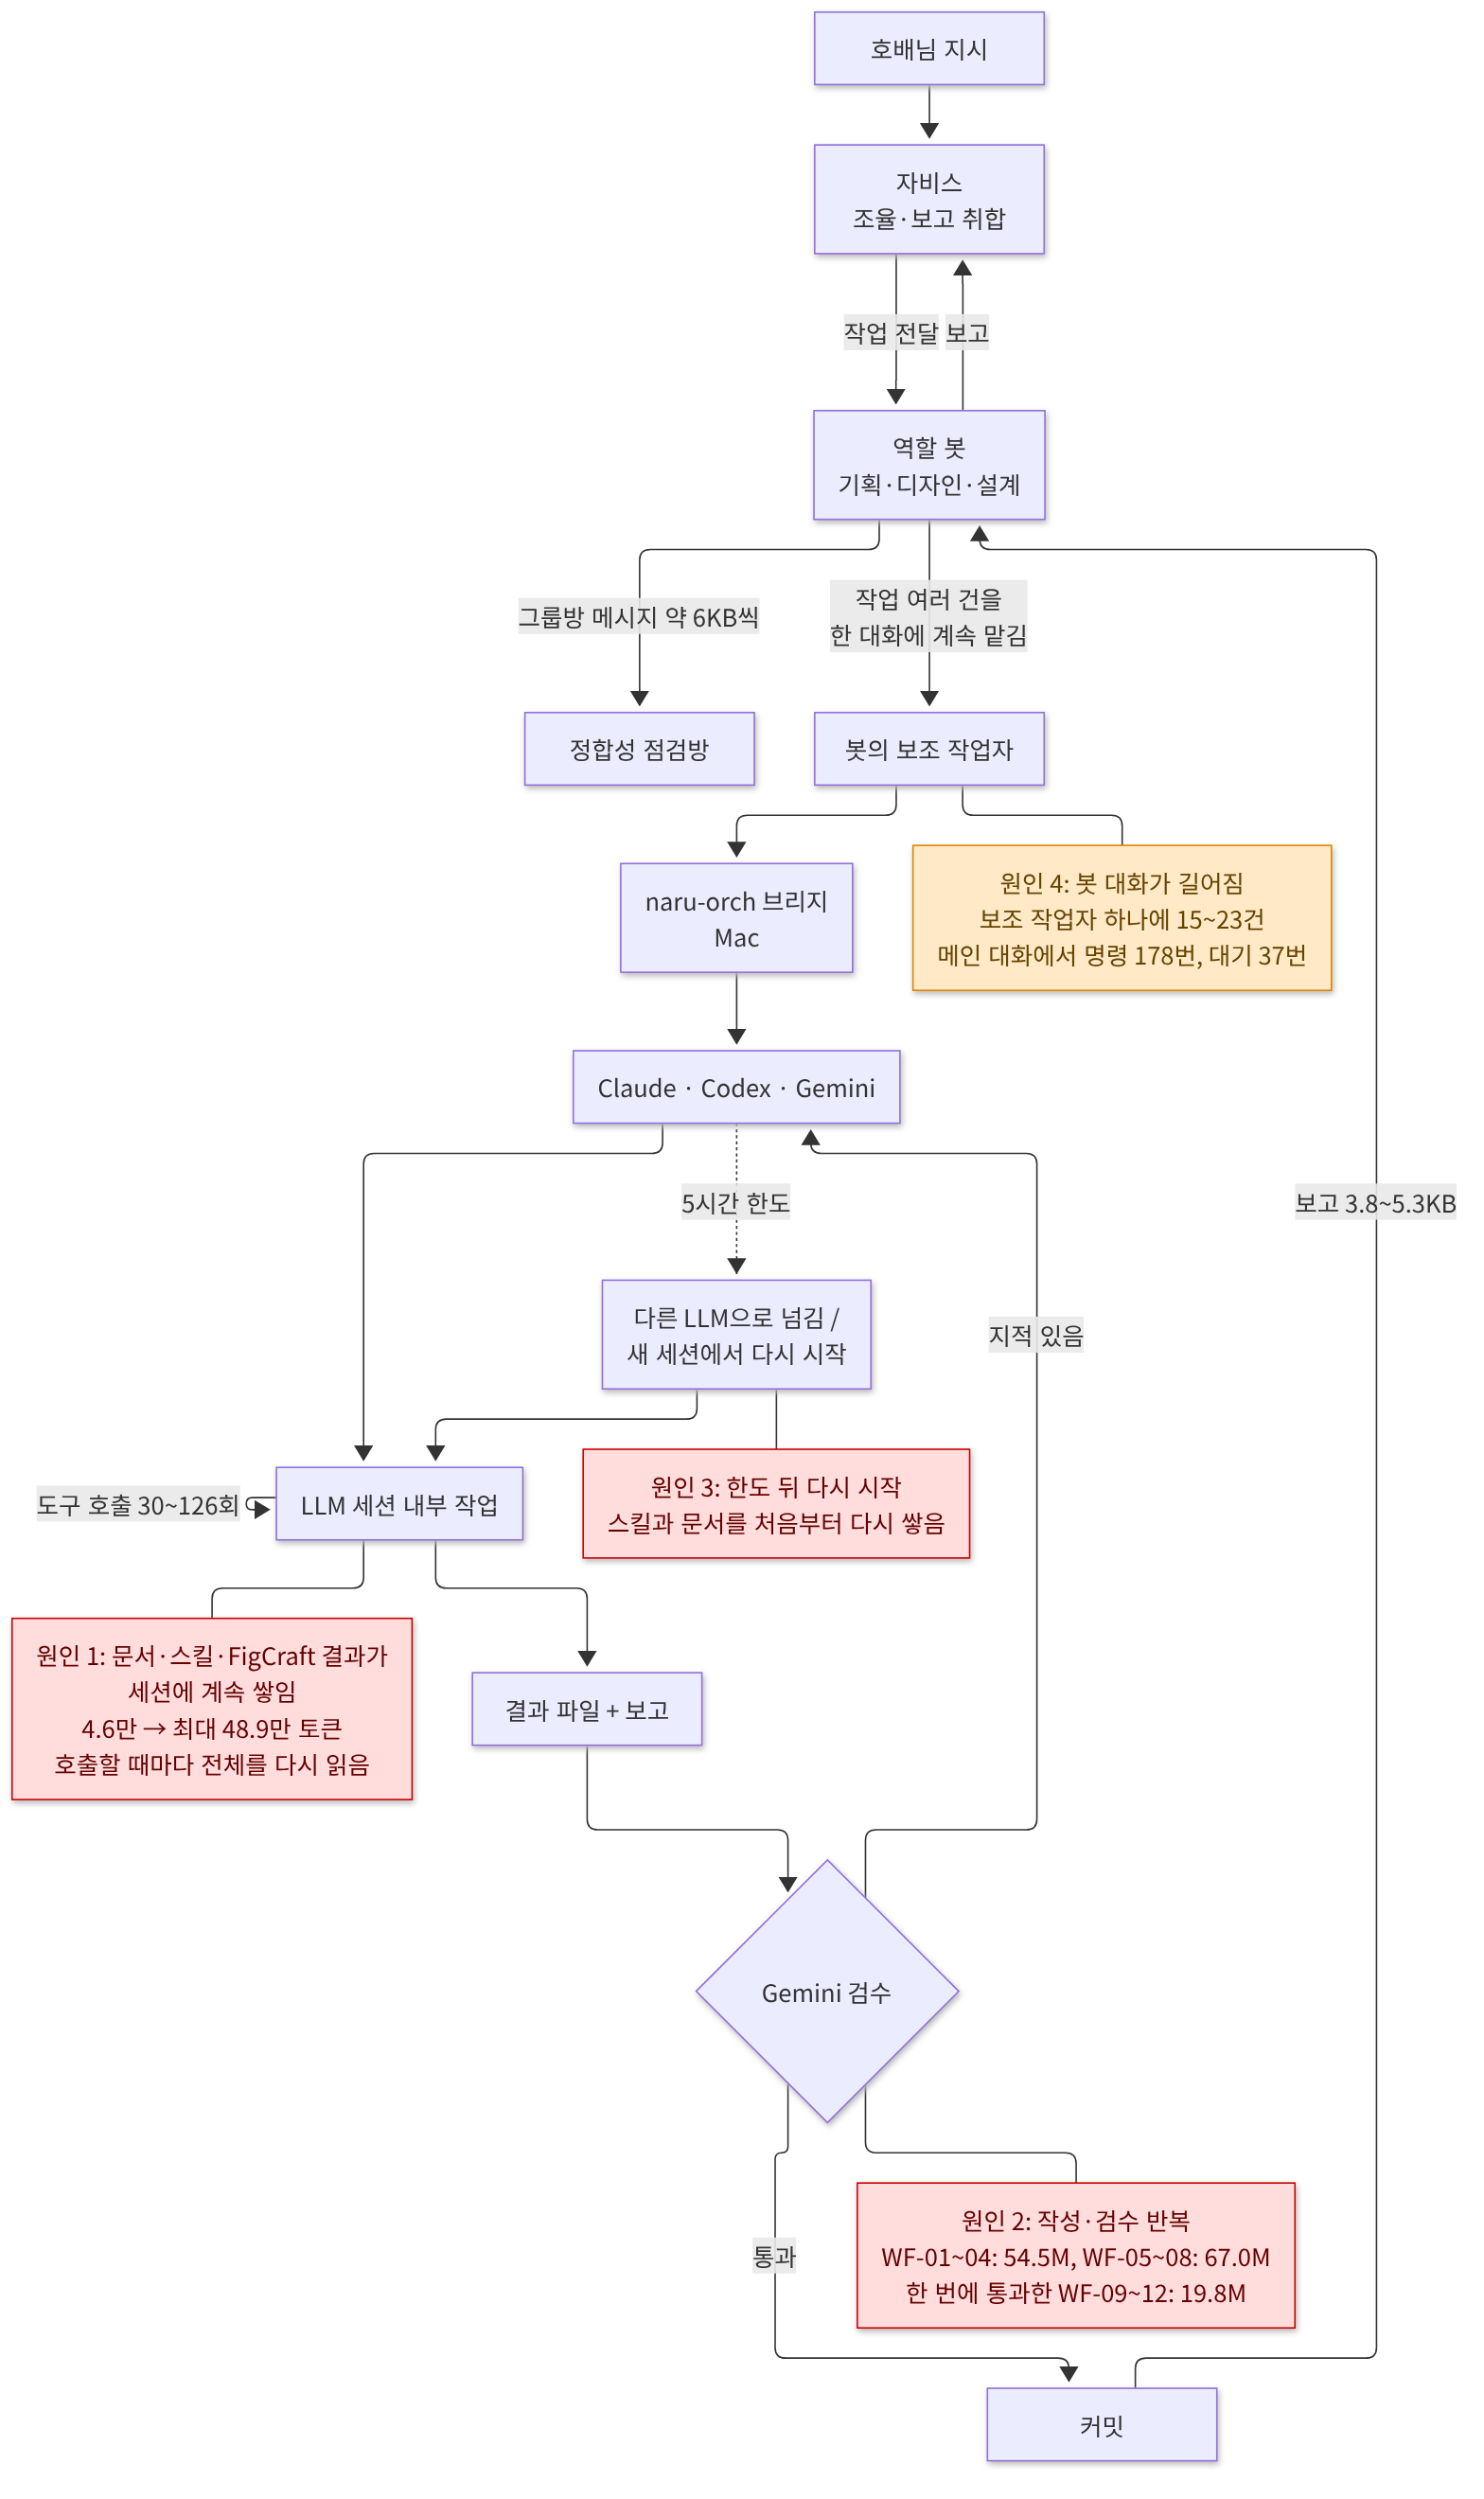 호배님 지시
자비스
조율·보고 취합
작업 전달
보고
역할 봇
기획·디자인·설계
그룹방 메시지 약 6KB씩
작업 여러 건을
한 대화에 계속 맡김
정합성 점검방
봇의 보조 작업자
naru-orch 브리지
Mac
원인 4: 봇 대화가 길어짐
보조 작업자 하나에 15~23건
메인 대화에서 명령 178번, 대기 37번
Claude · Codex · Gemini
5시간 한도
보고 3.8~5.3KB
다른 LLM으로 넘김 /
새 세션에서 다시 시작
지적 있음
도구 호출 30~126회
LLM 세션 내부 작업
원인 3: 한도 뒤 다시 시작
스킬과 문서를 처음부터 다시 쌓음
원인 1: 문서·스킬·FigCraft 결과가
세션에 계속 쌓임
4.6만 → 최대 48.9만 토큰
호출할 때마다 전체를 다시 읽음
결과 파일 + 보고
Gemini 검수
통과
원인 2: 작성·검수 반복
WF-01~04: 54.5M, WF-05~08: 67.0M
한 번에 통과한 WF-09~12: 19.8M
커밋